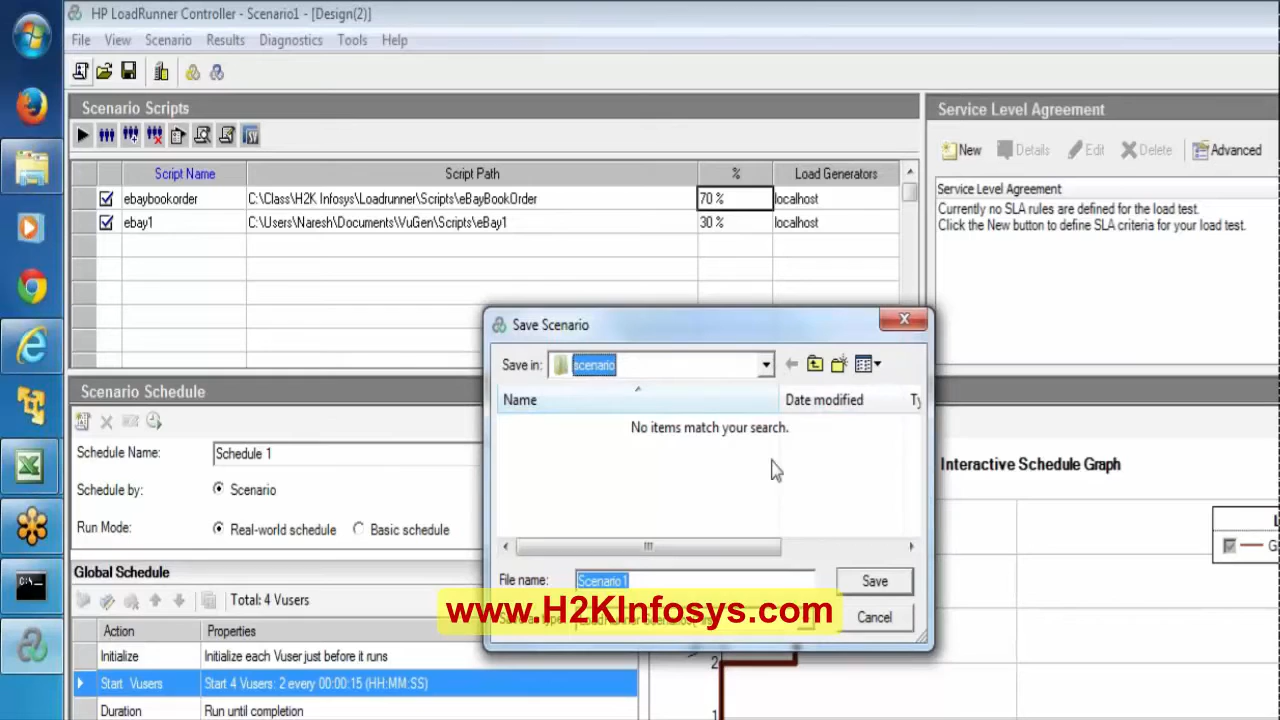 HP LoadRunner Controller - Scenario1 - [Design(2)]
File View Scenario Results Diagnostics Tools Help
Scenario Scripts
Script Name Script Path % Load Generators
ebaybookorder C:\Class\H2K Infosys\Loadrunner\Scripts\eBayBookOrder 70 % localhost
ebay1 C:\Users\Naresh\Documents\VuGen\Scripts\eBay1 30 % localhost
Service Level Agreement
New Details Edit Delete Advanced
Service Level Agreement
Currently no SLA rules are defined for the load test.
Click the New button to define SLA criteria for your load test.
Save Scenario
Save in: scenario
Name Date modified Ty
No items match your search.
File name: Scenario1 Save
Cancel
www.H2KInfosys.com
Scenario Schedule
Schedule Name: Schedule 1
Schedule by: Scenario
Run Mode: Real-world schedule Basic schedule
Global Schedule
Total: 4 Vusers
Action Properties
Initialize Initialize each Vuser just before it runs
Start Vusers Start 4 Vusers: 2 every 00:00:15 (HH:MM:SS)
Duration Run until completion
Interactive Schedule Graph
2
1